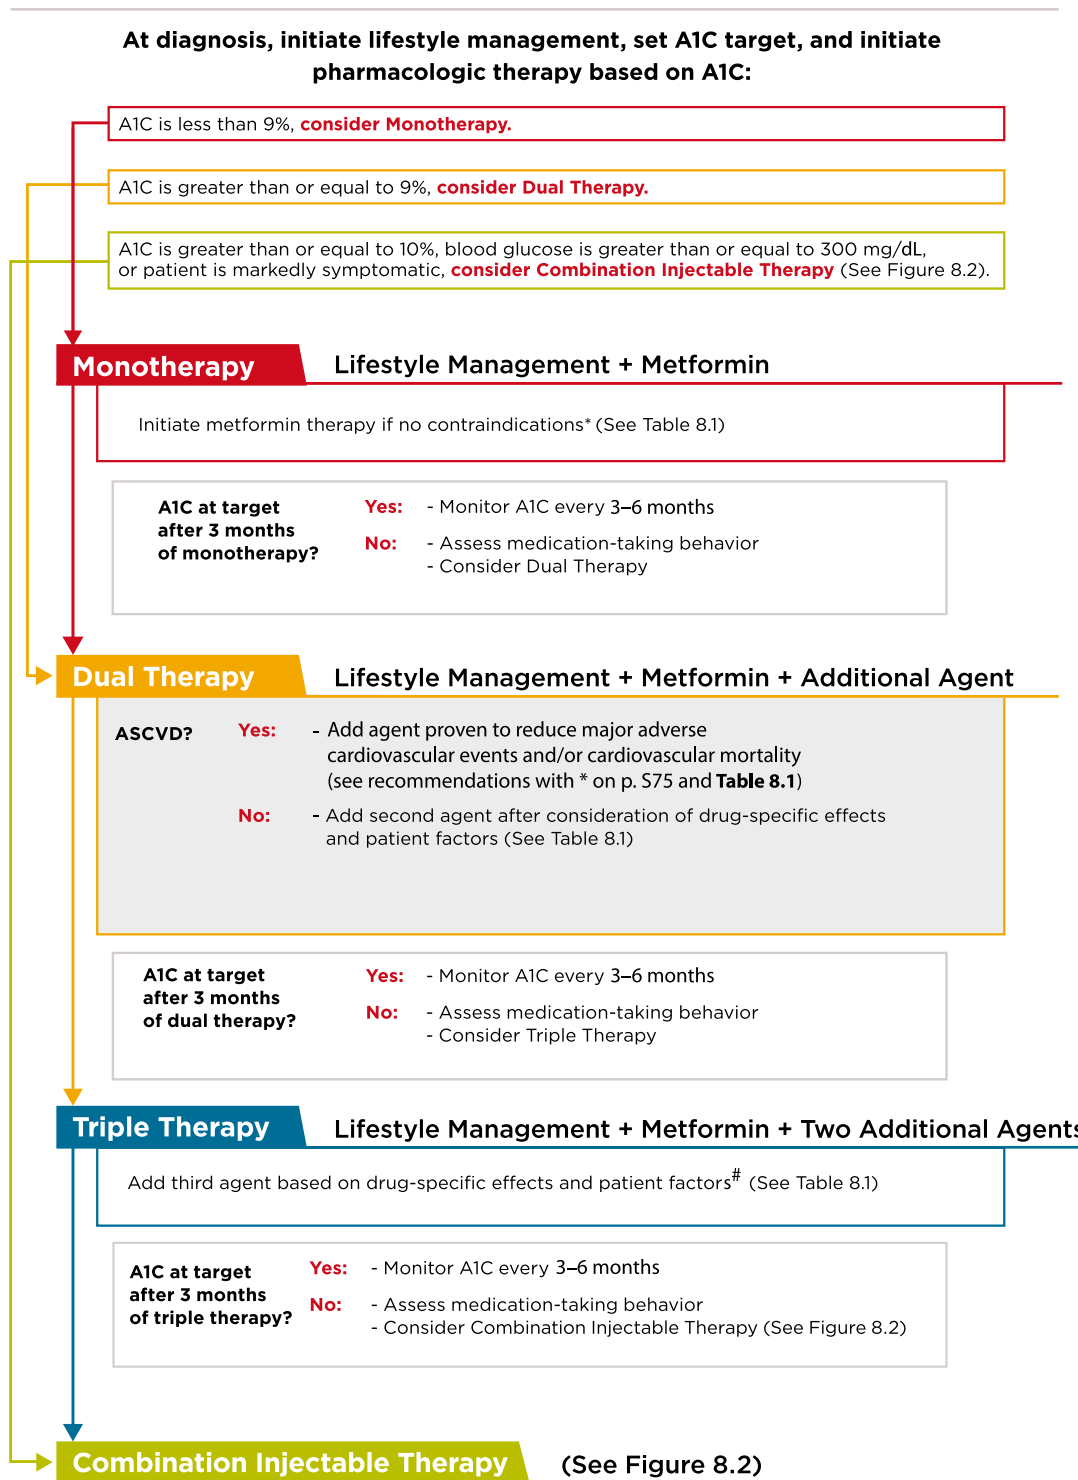 At diagnosis, initiate lifestyle management, set A1C target, and initiate
pharmacologic therapy based on A1C:
A1C is less than 9%, consider Monotherapy.
A1C is greater than or equal to 9%, consider Dual Therapy.
A1C is greater than or equal to 10%, blood glucose is greater than or equal to 300 mg/dL,
or patient is markedly symptomatic, consider Combination Injectable Therapy (See Figure 8.2).
Monotherapy Lifestyle Management + Metformin
Initiate metformin therapy if no contraindications* (See Table 8.1)
A1C at target
after 3 months
of monotherapy?
Yes: - Monitor A1C every 3–6 months
No: - Assess medication-taking behavior
- Consider Dual Therapy
Dual Therapy Lifestyle Management + Metformin + Additional Agent
ASCVD? Yes: - Add agent proven to reduce major adverse
cardiovascular events and/or cardiovascular mortality
(see recommendations with * on p. S75 and Table 8.1)
No: - Add second agent after consideration of drug-specific effects
and patient factors (See Table 8.1)
A1C at target
after 3 months
of dual therapy?
Yes: - Monitor A1C every 3–6 months
No: - Assess medication-taking behavior
- Consider Triple Therapy
Triple Therapy Lifestyle Management + Metformin + Two Additional Agents
Add third agent based on drug-specific effects and patient factors# (See Table 8.1)
A1C at target
after 3 months
of triple therapy?
Yes: - Monitor A1C every 3–6 months
No: - Assess medication-taking behavior
- Consider Combination Injectable Therapy (See Figure 8.2)
Combination Injectable Therapy (See Figure 8.2)